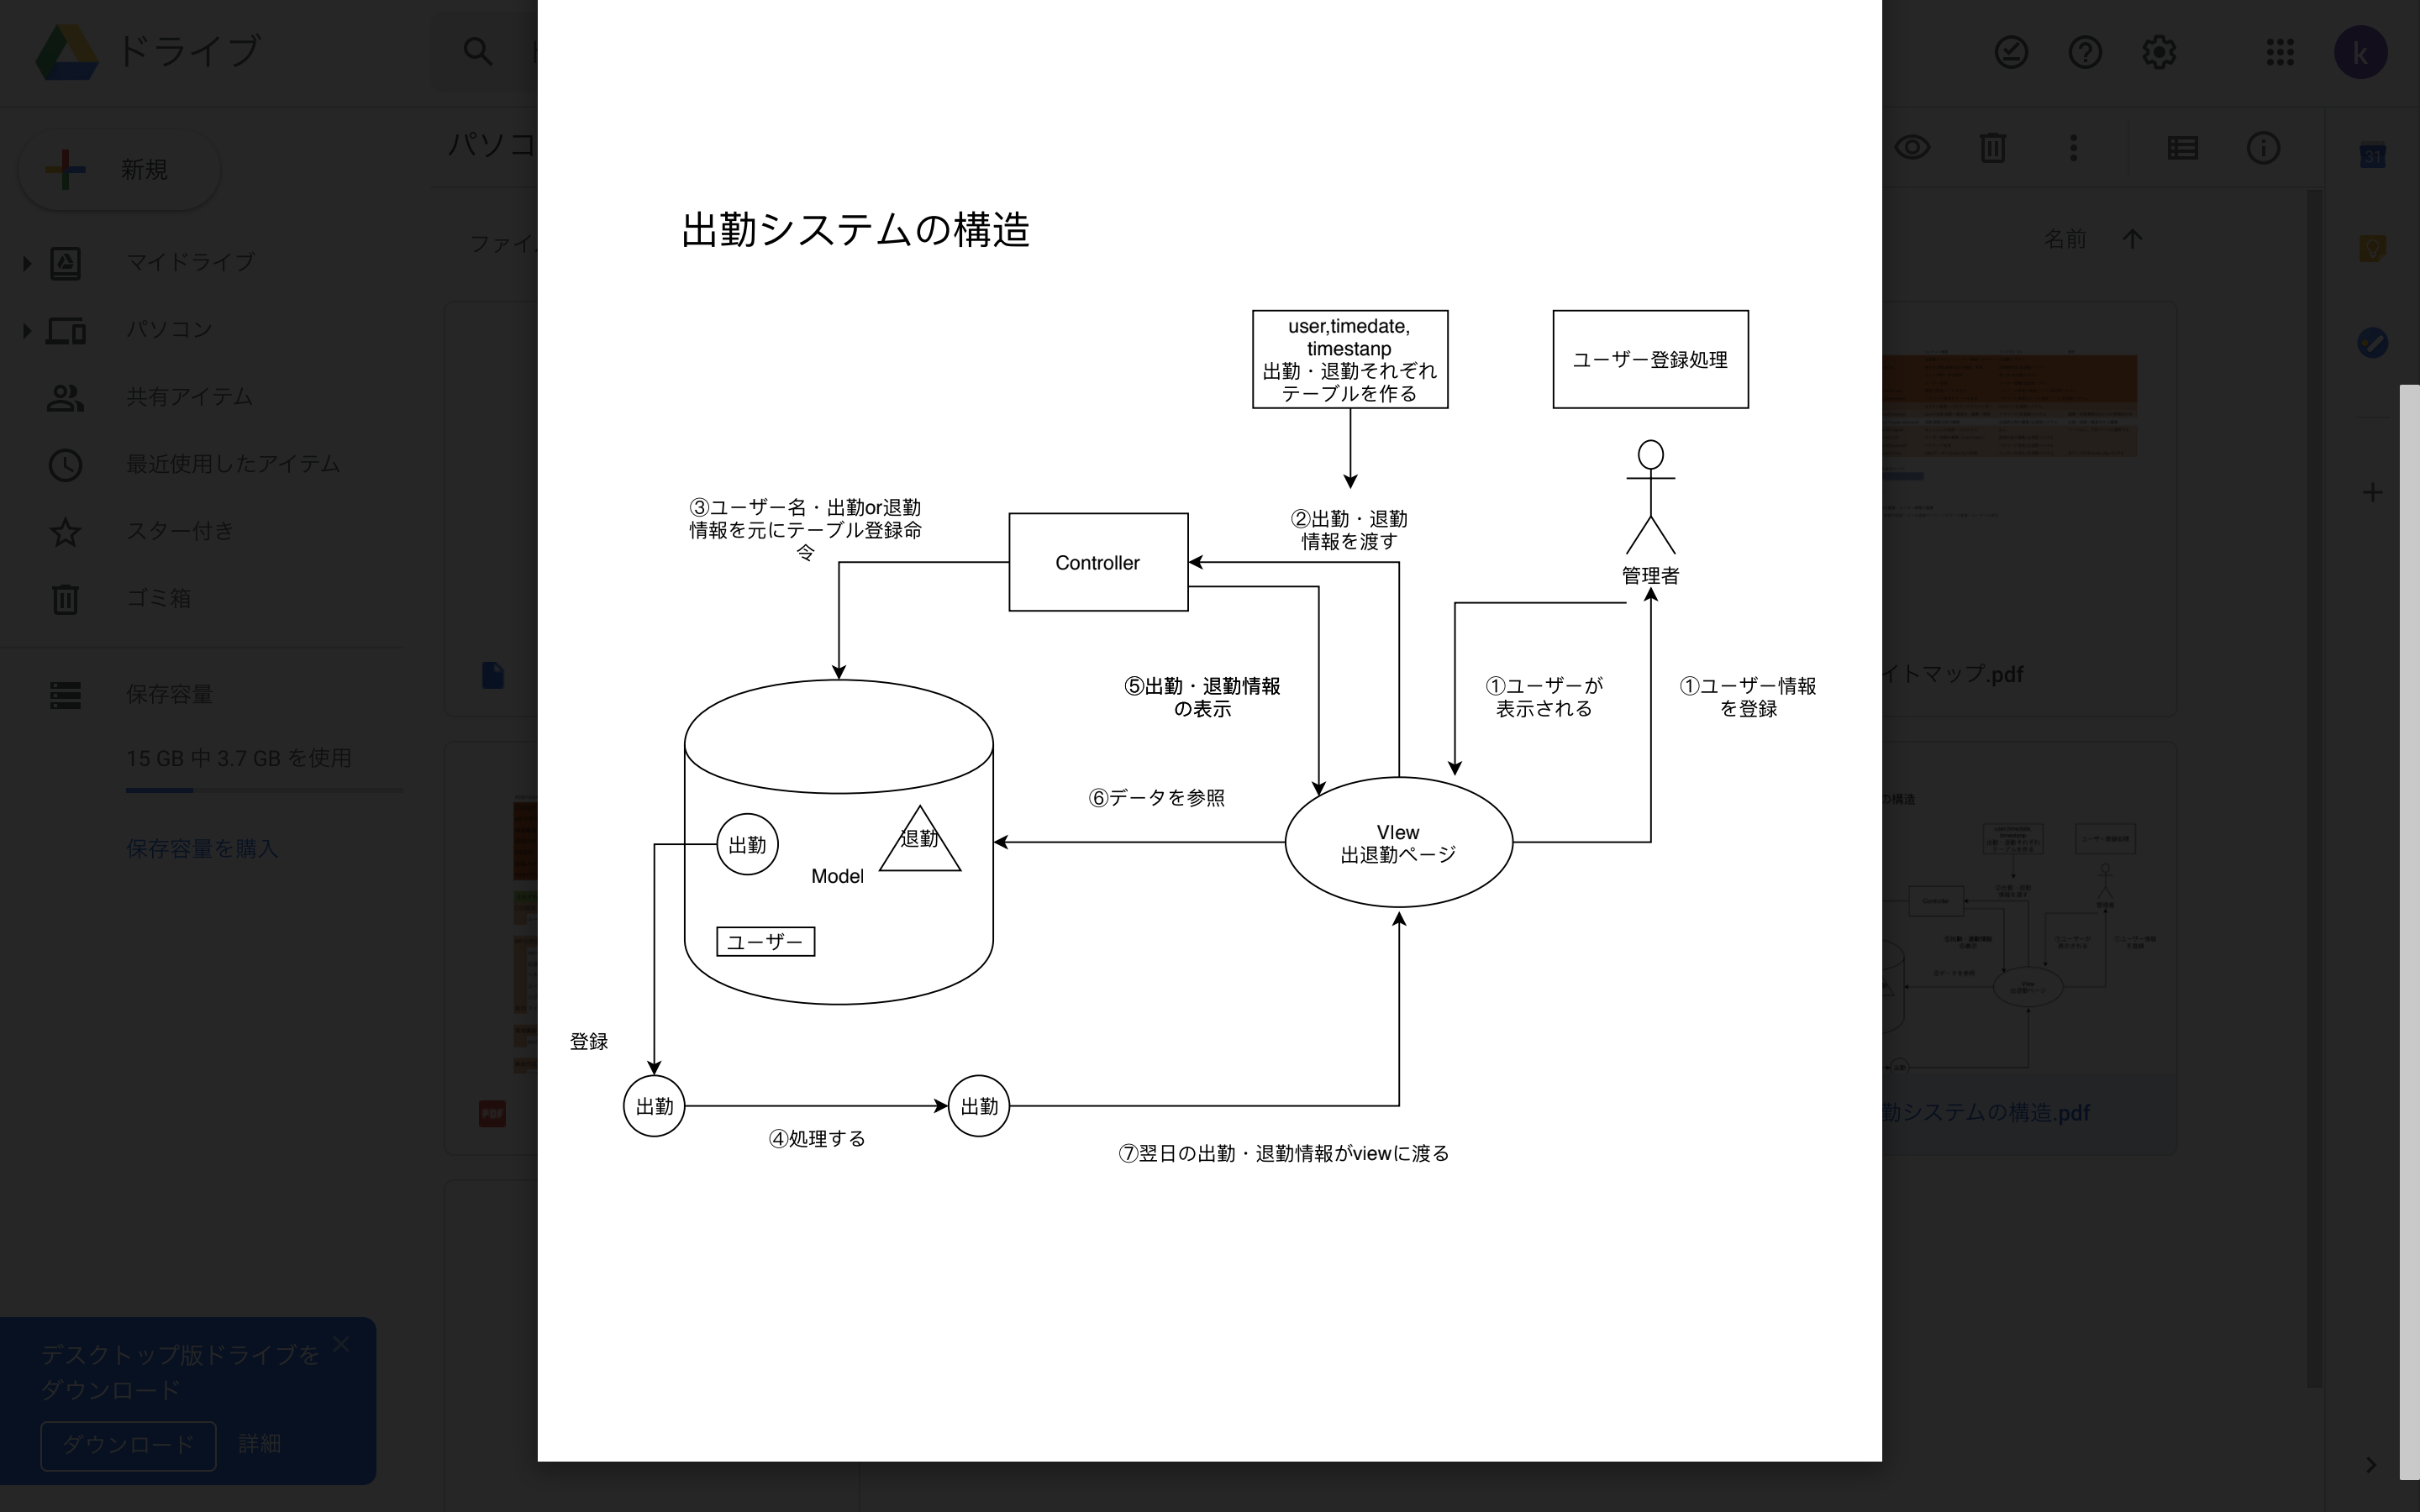 ドライブ
k
新規
パソコ
マイドライブ
パソコン
共有アイテム
最近使用したアイテム
スター付き
ゴミ箱
保存容量
15 GB 中 3.7 GB を使用
保存容量を購入
ファイ
名前
31
出勤システムの構造
user,timedate,
timestanp
出勤・退勤それぞれ
テーブルを作る
ユーザー登録処理
③ユーザー名・出勤or退勤
情報を元にテーブル登録命
令
Controller
②出勤・退勤
情報を渡す
管理者
⑤出勤・退勤情報
の表示
①ユーザーが
表示される
①ユーザー情報
を登録
⑥データを参照
出勤
退勤
Model
ユーザー
VIew
出退勤ページ
登録
出勤
出勤
④処理する
⑦翌日の出勤・退勤情報がviewに渡る
イトマップ.pdf
の構造
Controller
管理者
PDF
勤システムの構造.pdf
デスクトップ版ドライブを
ダウンロード
ダウンロード
詳細